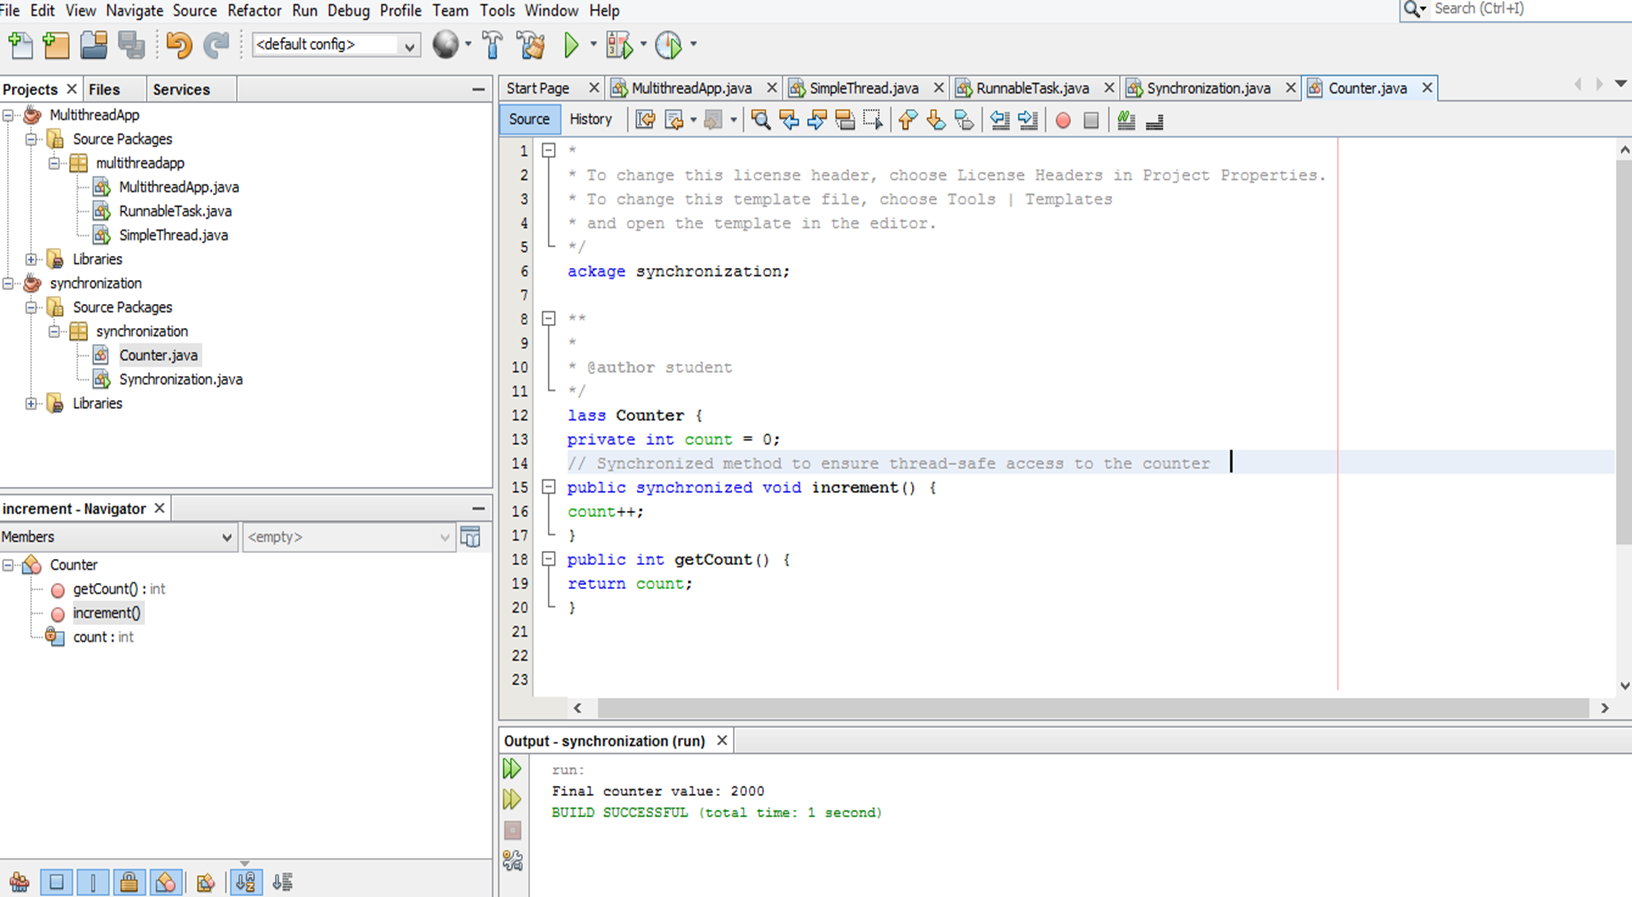 File Edit View Navigate Source Refactor Run Debug Profile Team Tools Window Help
Search (Ctrl+I)
<default config>
Projects Files Services
MultithreadApp
Source Packages
multithreadapp
MultithreadApp.java
RunnableTask.java
SimpleThread.java
Libraries
synchronization
Source Packages
synchronization
Counter.java
Synchronization.java
Libraries
increment - Navigator
Members <empty>
Counter
getCount() : int
increment()
count : int
Start Page MultithreadApp.java SimpleThread.java RunnableTask.java Synchronization.java Counter.java
Source History
1 *
2 * To change this license header, choose License Headers in Project Properties.
3 * To change this template file, choose Tools | Templates
4 * and open the template in the editor.
5 */
6 ackage synchronization;
7
8 **
9 *
10 * @author student
11 */
12 lass Counter {
13 private int count = 0;
14 // Synchronized method to ensure thread-safe access to the counter
15 public synchronized void increment() {
16 count++;
17 }
18 public int getCount() {
19 return count;
20 }
21
22
23
Output - synchronization (run)
run:
Final counter value: 2000
BUILD SUCCESSFUL (total time: 1 second)